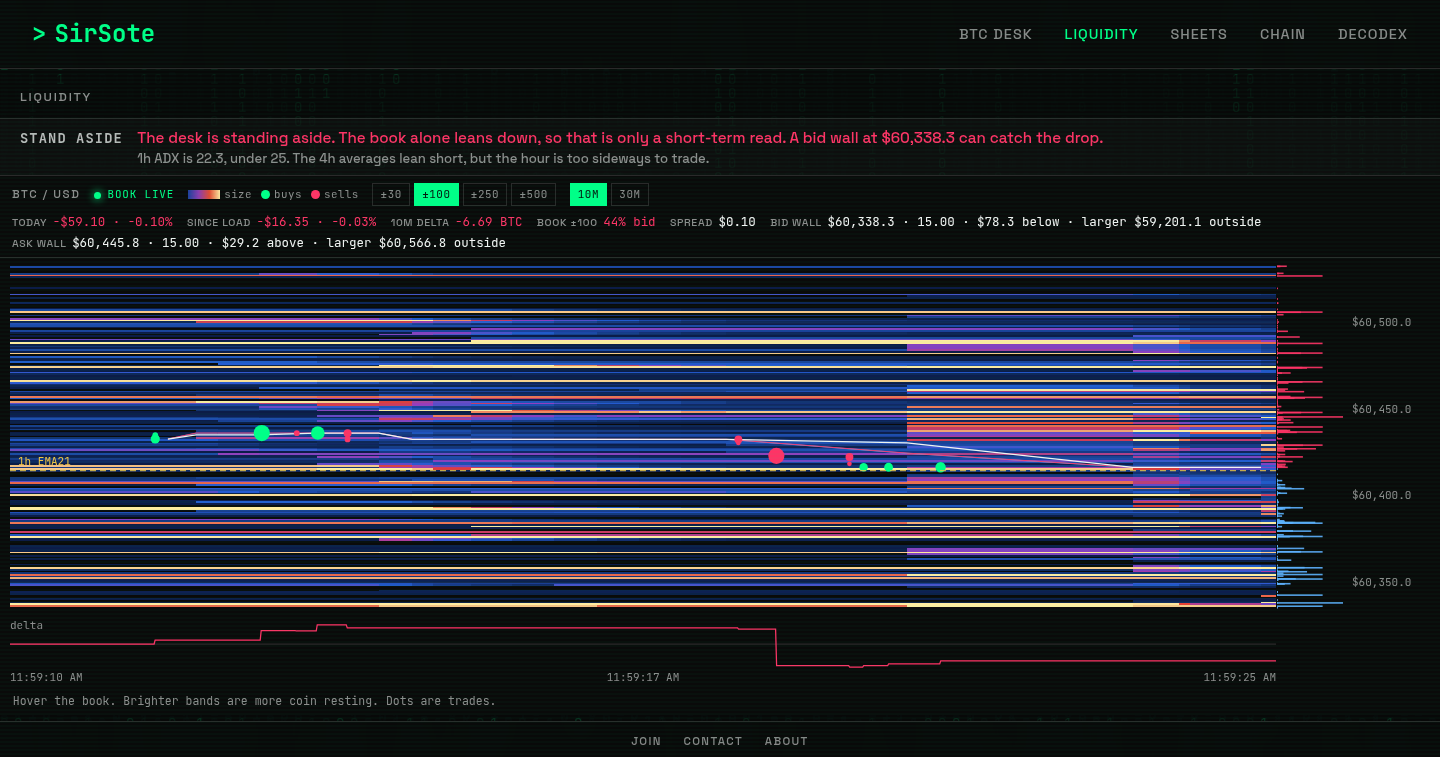 > SirSote
BTC DESK LIQUIDITY SHEETS CHAIN DECODEX
LIQUIDITY
STAND ASIDE The desk is standing aside. The book alone leans down, so that is only a short-term read. A bid wall at $60,338.3 can catch the drop.
1h ADX is 22.3, under 25. The 4h averages lean short, but the hour is too sideways to trade.
BTC / USD BOOK LIVE size buys sells ±30 ±100 ±250 ±500 10M 30M
TODAY -$59.10 · -0.10% SINCE LOAD -$16.35 · -0.03% 10M DELTA -6.69 BTC BOOK ±100 44% bid SPREAD $0.10 BID WALL $60,338.3 · 15.00 · $78.3 below · larger $59,201.1 outside
ASK WALL $60,445.8 · 15.00 · $29.2 above · larger $60,566.8 outside
$60,500.0
$60,450.0
1h EMA21
$60,400.0
$60,350.0
delta
11:59:10 AM 11:59:17 AM 11:59:25 AM
Hover the book. Brighter bands are more coin resting. Dots are trades.
JOIN CONTACT ABOUT